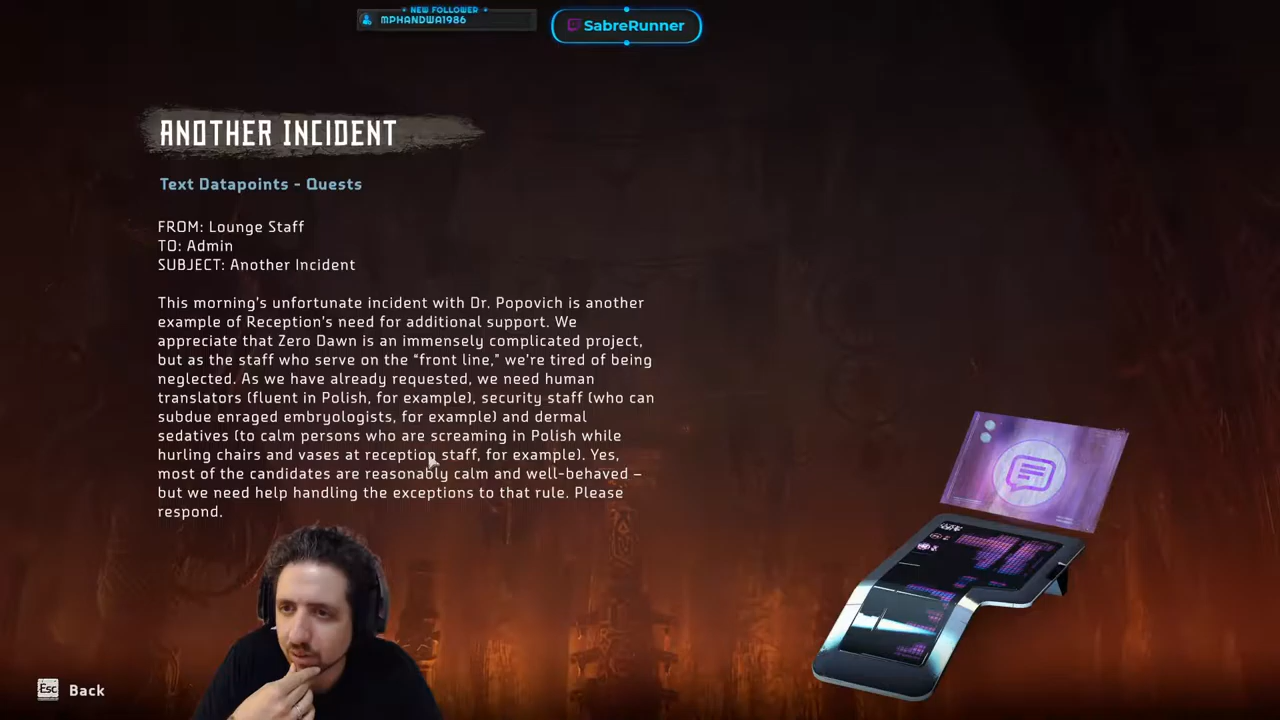 NEW FOLLOWER
MPHANDWA1986
SabreRunner
ANOTHER INCIDENT
Text Datapoints - Quests
FROM: Lounge Staff
TO: Admin
SUBJECT: Another Incident
This morning's unfortunate incident with Dr. Popovich is another
example of Reception's need for additional support. We
appreciate that Zero Dawn is an immensely complicated project,
but as the staff who serve on the “front line,” we're tired of being
neglected. As we have already requested, we need human
translators (fluent in Polish, for example), security staff (who can
subdue enraged embryologists, for example) and dermal
sedatives (to calm persons who are screaming in Polish while
hurling chairs and vases at reception staff, for example). Yes,
most of the candidates are reasonably calm and well-behaved –
but we need help handling the exceptions to that rule. Please
respond.
Esc Back